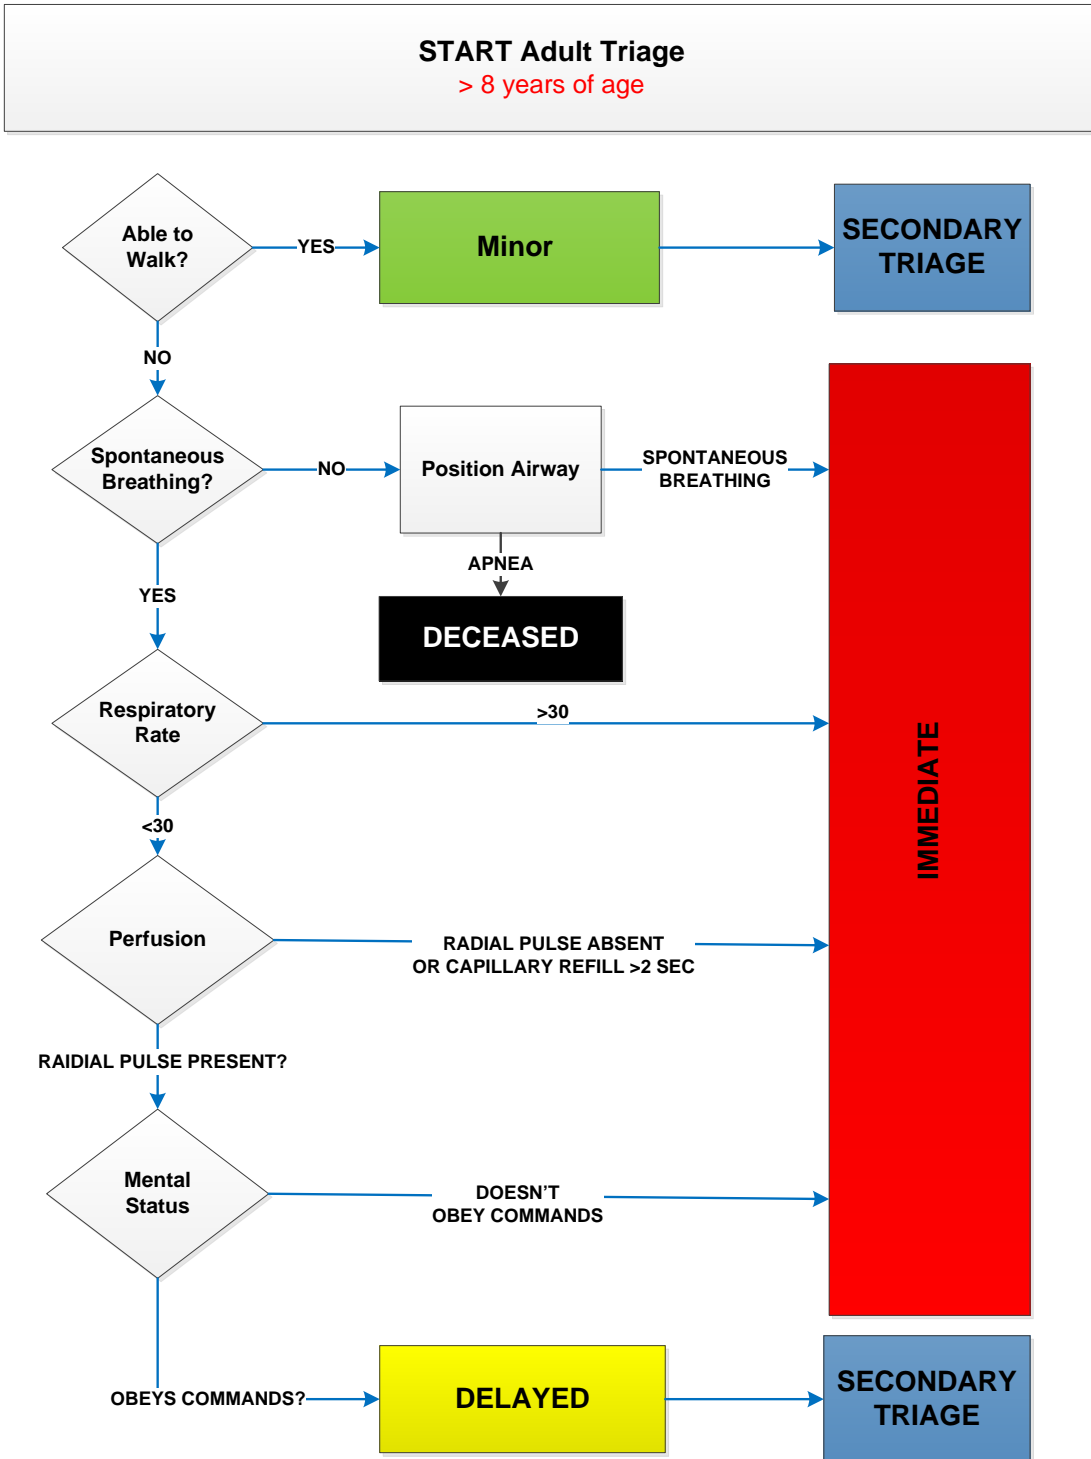 START Adult Triage
> 8 years of age
Able to
Walk?
YES
Minor
SECONDARY
TRIAGE
NO
Spontaneous
Breathing?
NO
Position Airway
SPONTANEOUS
BREATHING
APNEA
DECEASED
YES
Respiratory
Rate
>30
IMMEDIATE
<30
Perfusion
RADIAL PULSE ABSENT
OR CAPILLARY REFILL >2 SEC
RAIDIAL PULSE PRESENT?
Mental
Status
DOESN'T
OBEY COMMANDS
OBEYS COMMANDS?
DELAYED
SECONDARY
TRIAGE